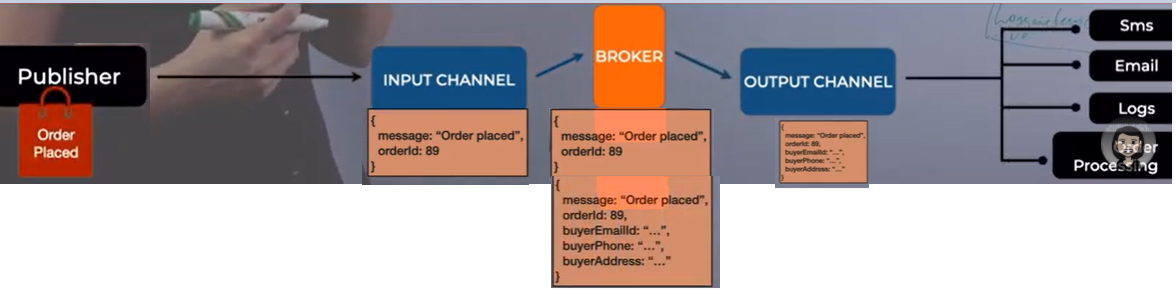 Publisher
Order
Placed
INPUT CHANNEL
{
message: “Order placed”,
orderId: 89
}
BROKER
{
message: “Order placed”,
orderId: 89
}
{
message: “Order placed”,
orderId: 89,
buyerEmailId: “...”,
buyerPhone: “...”,
buyerAddress: “...”
}
OUTPUT CHANNEL
{
message: “Order placed”,
orderId: 89,
buyerEmailId: “...”,
buyerPhone: “...”,
buyerAddress: “...”
}
Sms
Email
Logs
Order
Processing